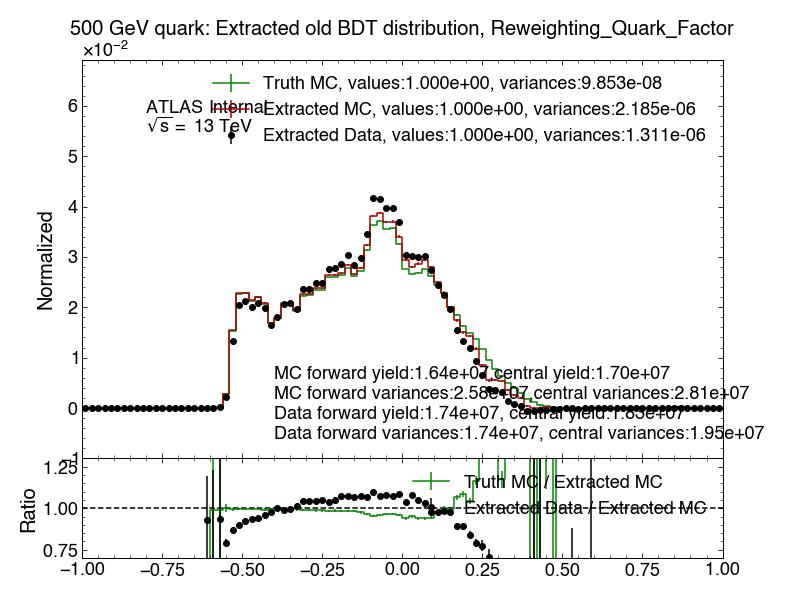 500 GeV quark: Extracted old BDT distribution, Reweighting_Quark_Factor
×10⁻²
Truth MC, values:1.000e+00, variances:9.853e-08
ATLAS Internal
Extracted MC, values:1.000e+00, variances:2.185e-06
√s = 13 TeV
Extracted Data, values:1.000e+00, variances:1.311e-06
6
5
4
3
2
1
0
−1
Normalized
MC forward yield:1.64e+07, central yield:1.70e+07
MC forward variances:2.58e+07, central variances:2.81e+07
Data forward yield:1.74e+07, central yield:1.83e+07
Data forward variances:1.74e+07, central variances:1.95e+07
1.25
1.00
0.75
Ratio
Truth MC / Extracted MC
Extracted Data / Extracted MC
−1.00 −0.75 −0.50 −0.25 0.00 0.25 0.50 0.75 1.00